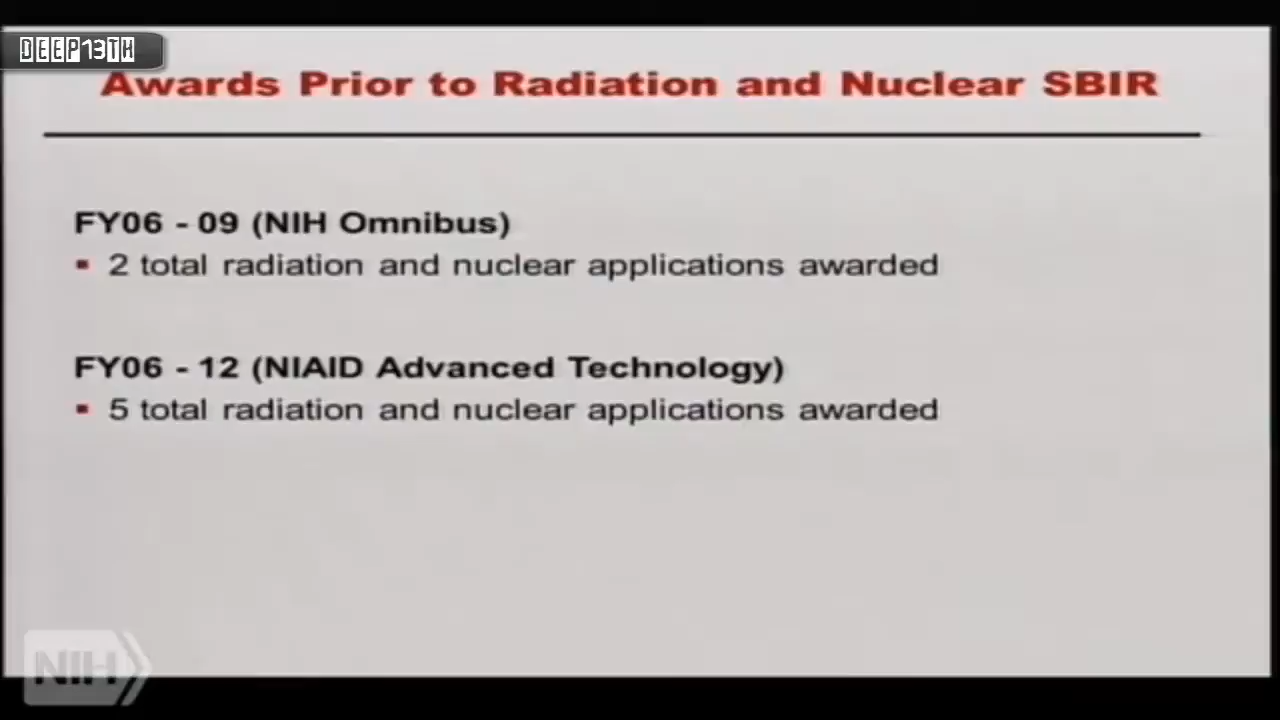 DEEP13TH
Awards Prior to Radiation and Nuclear SBIR
FY06 - 09 (NIH Omnibus)
▪ 2 total radiation and nuclear applications awarded
FY06 - 12 (NIAID Advanced Technology)
▪ 5 total radiation and nuclear applications awarded
NIH